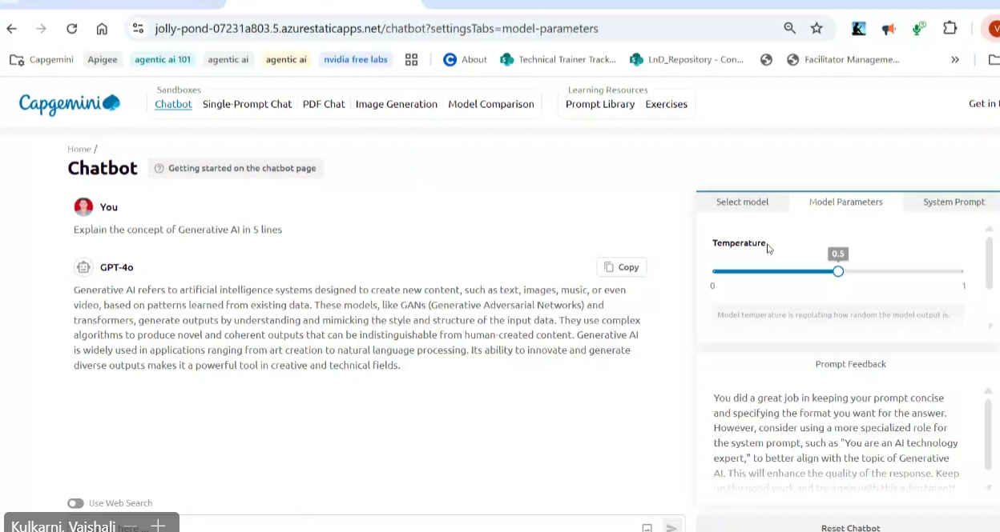 jolly-pond-07231a803.5.azurestaticapps.net/chatbot?settingsTabs=model-parameters
V
Capgemini Apigee agentic ai 101 agentic ai agentic ai nvidia free labs About Technical Trainer Track... LnD_Repository - Con... Facilitator Manageme... »
Capgemini
Sandboxes
Chatbot Single-Prompt Chat PDF Chat Image Generation Model Comparison
Learning Resources
Prompt Library Exercises
Get in
Home /
Chatbot
Getting started on the chatbot page
You
Explain the concept of Generative AI in 5 lines
GPT-4o
Copy
Generative AI refers to artificial intelligence systems designed to create new content, such as text, images, music, or even
video, based on patterns learned from existing data. These models, like GANs (Generative Adversarial Networks) and
transformers, generate outputs by understanding and mimicking the style and structure of the input data. They use complex
algorithms to produce novel and coherent outputs that can be indistinguishable from human-created content. Generative AI
is widely used in applications ranging from art creation to natural language processing. Its ability to innovate and generate
diverse outputs makes it a powerful tool in creative and technical fields.
Select model Model Parameters System Prompt
Temperature
0.5
0 1
Model temperature is regulating how random the model output is.
Prompt Feedback
You did a great job in keeping your prompt concise
and specifying the format you want for the answer.
However, consider using a more specialized role for
the system prompt, such as "You are an AI technology
expert," to better align with the topic of Generative
AI. This will enhance the quality of the response. Keep
up the good work, and try again with this adjustment!
Use Web Search
Kulkarni, Vaishali
here...
Reset Chatbot